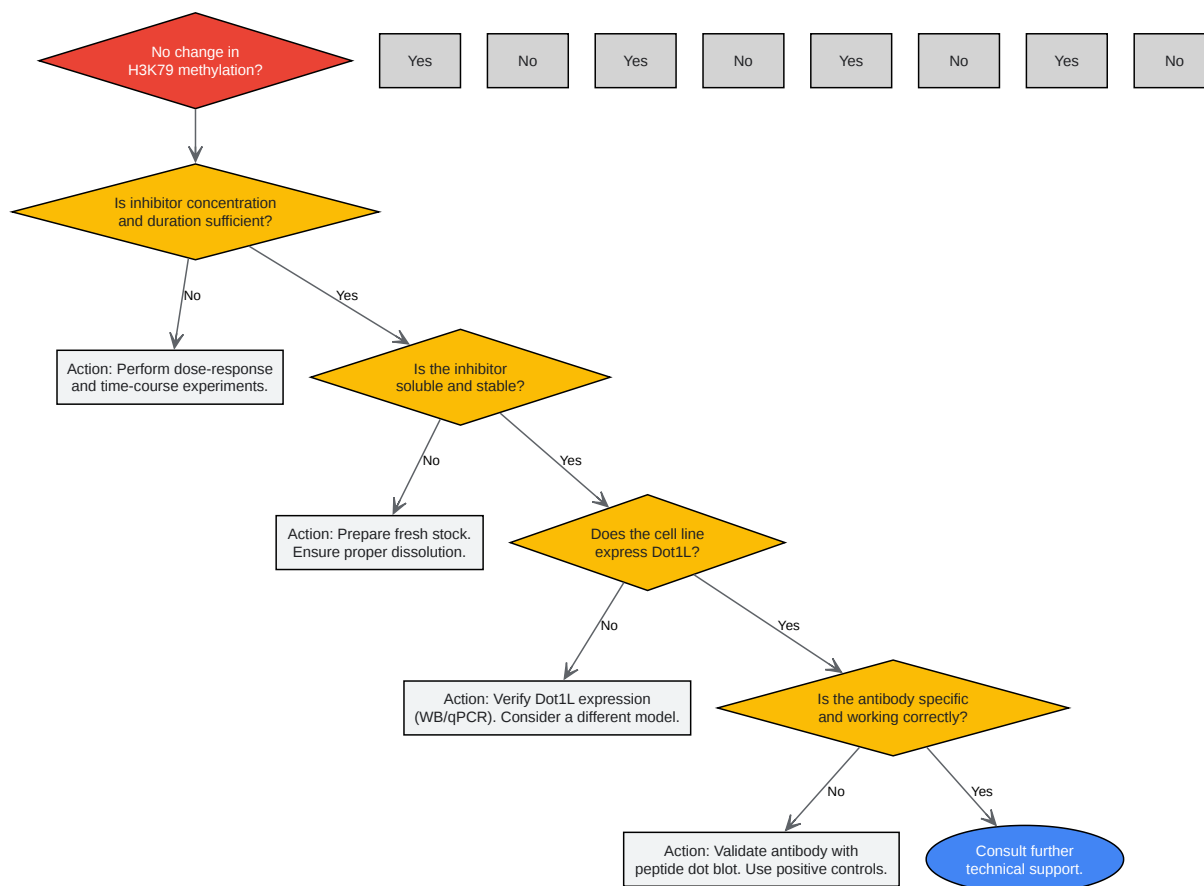 No change in
H3K79 methylation?
Yes
No
Yes
No
Yes
No
Yes
No
Is inhibitor concentration
and duration sufficient?
No
Yes
Action: Perform dose-response
and time-course experiments.
Is the inhibitor
soluble and stable?
No
Yes
Action: Prepare fresh stock.
Ensure proper dissolution.
Does the cell line
express Dot1L?
No
Yes
Action: Verify Dot1L expression
(WB/qPCR). Consider a different model.
Is the antibody specific
and working correctly?
No
Yes
Action: Validate antibody with
peptide dot blot. Use positive controls.
Consult further
technical support.